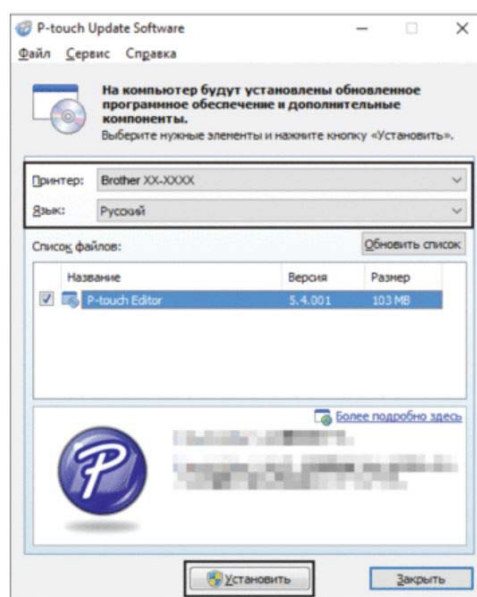 P-touch Update Software
Файл Сервис Справка
На компьютер будут установлены обновленное
программное обеспечение и дополнительные
компоненты.
Выберите нужные элементы и нажмите кнопку «Установить».
Принтер: Brother XX-XXXX
Язык: Русский
Список файлов: Обновить список
Название Версия Размер
P-touch Editor 5.4.001 103 MB
Более подробно здесь
P
Установить Закрыть